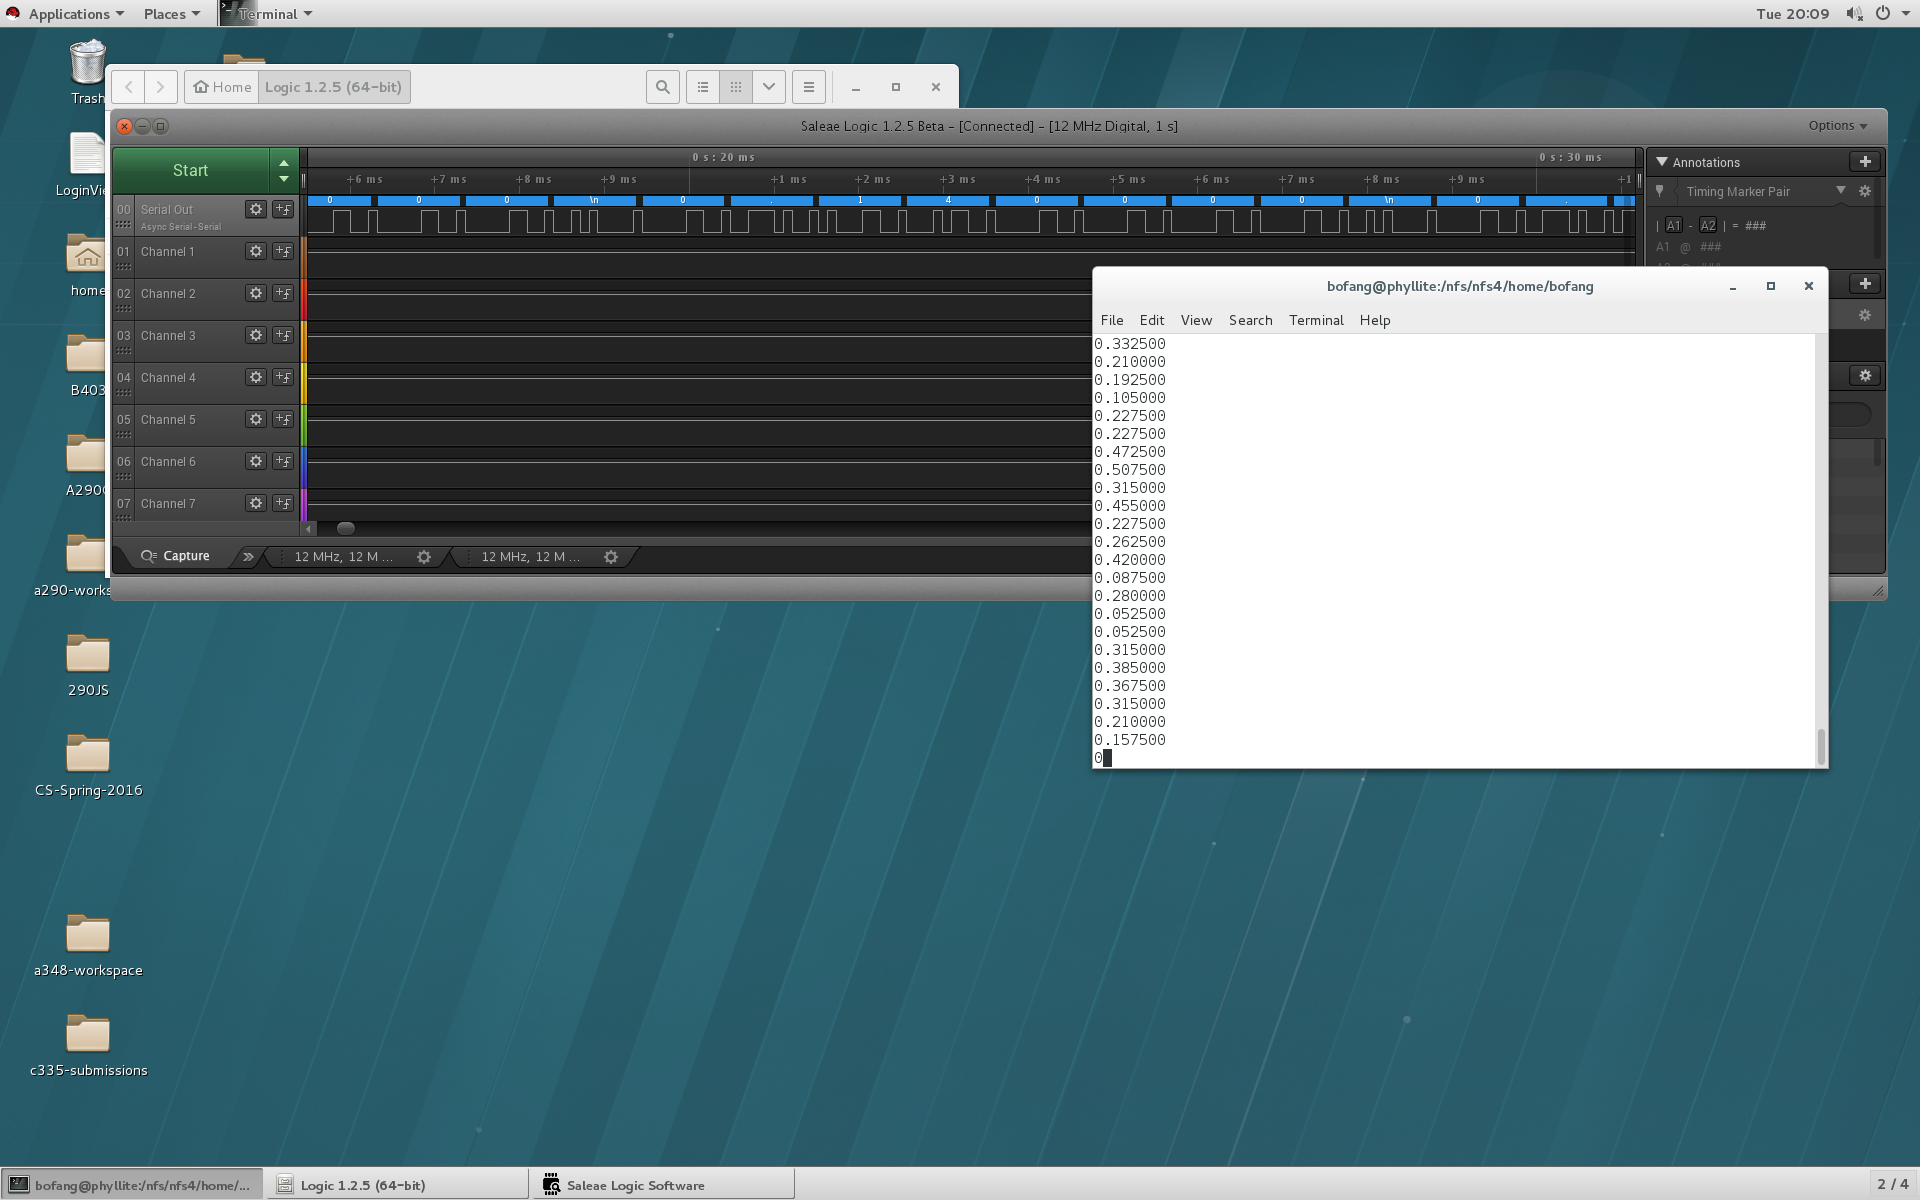 Applications Places Terminal Tue 20:09
Trash
Home Logic 1.2.5 (64-bit)
Saleae Logic 1.2.5 Beta - [Connected] - [12 MHz Digital, 1 s] Options
Start
0 s : 20 ms 0 s : 30 ms
+6 ms +7 ms +8 ms +9 ms +1 ms +2 ms +3 ms +4 ms +5 ms +6 ms +7 ms +8 ms +9 ms +1
0 0 0 \n 0 . 1 4 0 0 0 0 \n 0 .
00 Serial Out
Async Serial - Serial
01 Channel 1
02 Channel 2
03 Channel 3
04 Channel 4
05 Channel 5
06 Channel 6
07 Channel 7
Capture 12 MHz, 12 M ... 12 MHz, 12 M ...
Annotations
Timing Marker Pair
| A1 - A2 | = ###
A1 @ ###
bofang@phyllite:/nfs/nfs4/home/bofang
File Edit View Search Terminal Help
0.332500
0.210000
0.192500
0.105000
0.227500
0.227500
0.472500
0.507500
0.315000
0.455000
0.227500
0.262500
0.420000
0.087500
0.280000
0.052500
0.052500
0.315000
0.385000
0.367500
0.315000
0.210000
0.157500
0
LoginVie
home
B403
A290
a290-works
290JS
CS-Spring-2016
a348-workspace
c335-submissions
bofang@phyllite:/nfs/nfs4/home/... Logic 1.2.5 (64-bit) Saleae Logic Software 2 / 4